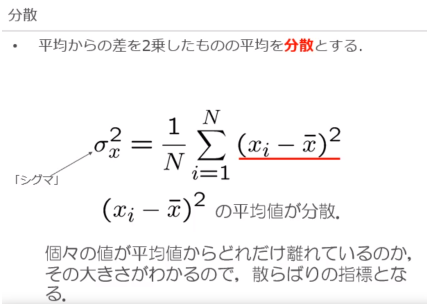 分散
• 平均からの差を2乗したものの平均を分散とする．
σ_x^2 = \frac{1}{N} \sum_{i=1}^{N} (x_i − x̄)^2
「シグマ」
(x_i − x̄)^2 の平均値が分散．
個々の値が平均値からどれだけ離れているのか，
その大きさがわかるので，散らばりの指標とな
る．